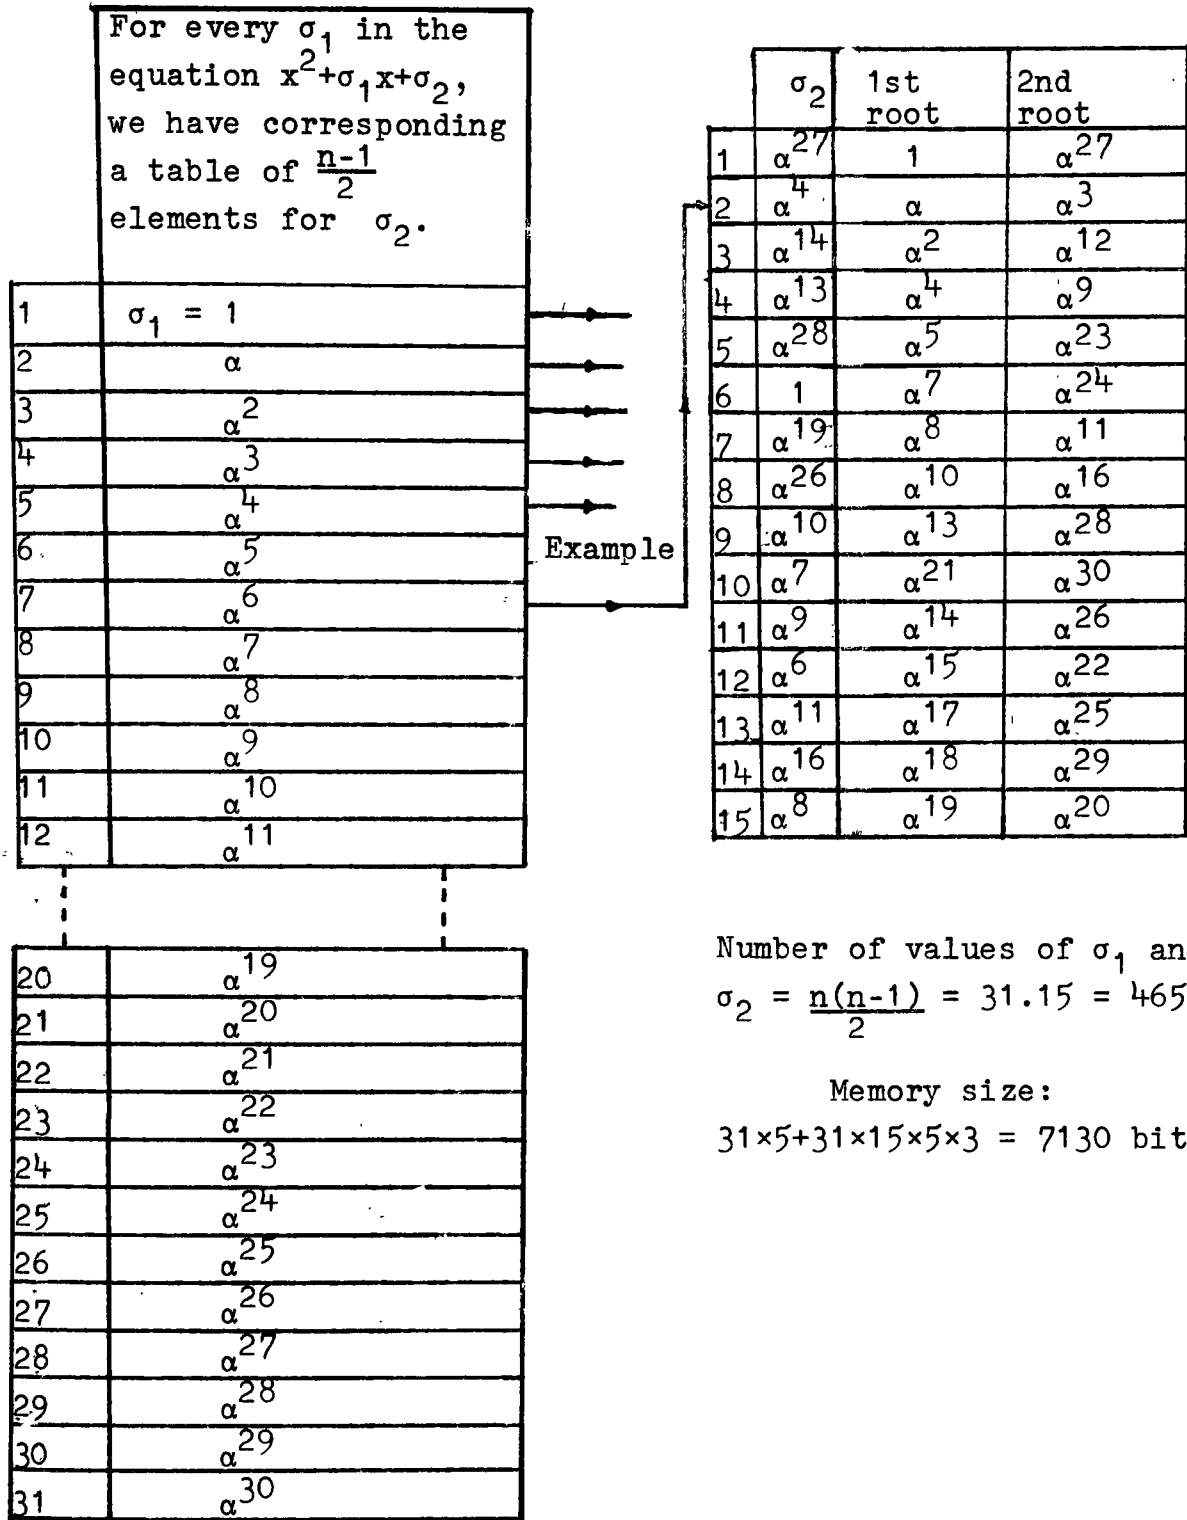 For every σ₁ in the
equation x²+σ₁x+σ₂,
we have corresponding
a table of n-1/2
elements for σ₂.
1 σ₁ = 1
2 α
3 α²
4 α³
5 α⁴
6 α⁵
7 α⁶
8 α⁷
9 α⁸
10 α⁹
11 α¹⁰
12 α¹¹
20 α¹⁹
21 α²⁰
22 α²¹
23 α²²
24 α²³
25 α²⁴
26 α²⁵
27 α²⁶
28 α²⁷
29 α²⁸
30 α²⁹
31 α³⁰
Example
σ₂ 1st root 2nd root
1 α²⁷ 1 α²⁷
2 α⁴ α α³
3 α¹⁴ α² α¹²
4 α¹³ α⁴ α⁹
5 α²⁸ α⁵ α²³
6 1 α⁷ α²⁴
7 α¹⁹ α⁸ α¹¹
8 α²⁶ α¹⁰ α¹⁶
9 α¹⁰ α¹³ α²⁸
10 α⁷ α²¹ α³⁰
11 α⁹ α¹⁴ α²⁶
12 α⁶ α¹⁵ α²²
13 α¹¹ α¹⁷ α²⁵
14 α¹⁶ α¹⁸ α²⁹
15 α⁸ α¹⁹ α²⁰
Number of values of σ₁ an
σ₂ = n(n-1)/2 = 31.15 = 465
Memory size:
31×5+31×15×5×3 = 7130 bit